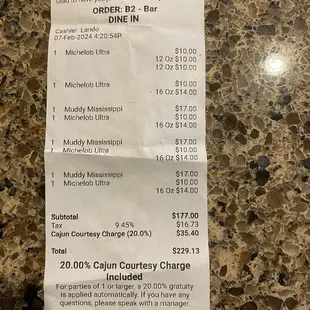 ORDER: B2 - Bar
DINE IN
Cashier: Lando
07-Feb-2024 4:20:54P
1 Michelob Ultra $10.00
12 Oz $10.00
12 Oz $10.00
1 Michelob Ultra $10.00
16 Oz $14.00
1 Muddy Mississippi $17.00
1 Michelob Ultra $10.00
16 Oz $14.00
1 Muddy Mississippi $17.00
1 Michelob Ultra $10.00
16 Oz $14.00
1 Muddy Mississippi $17.00
1 Michelob Ultra $10.00
16 Oz $14.00
Subtotal $177.00
Tax 9.45% $16.73
Cajun Courtesy Charge (20.0%) $35.40
Total $229.13
20.00% Cajun Courtesy Charge
Included
For parties of 1 or larger, a 20.00% gratuity
is applied automatically. If you have any
questions, please speak with a manager.